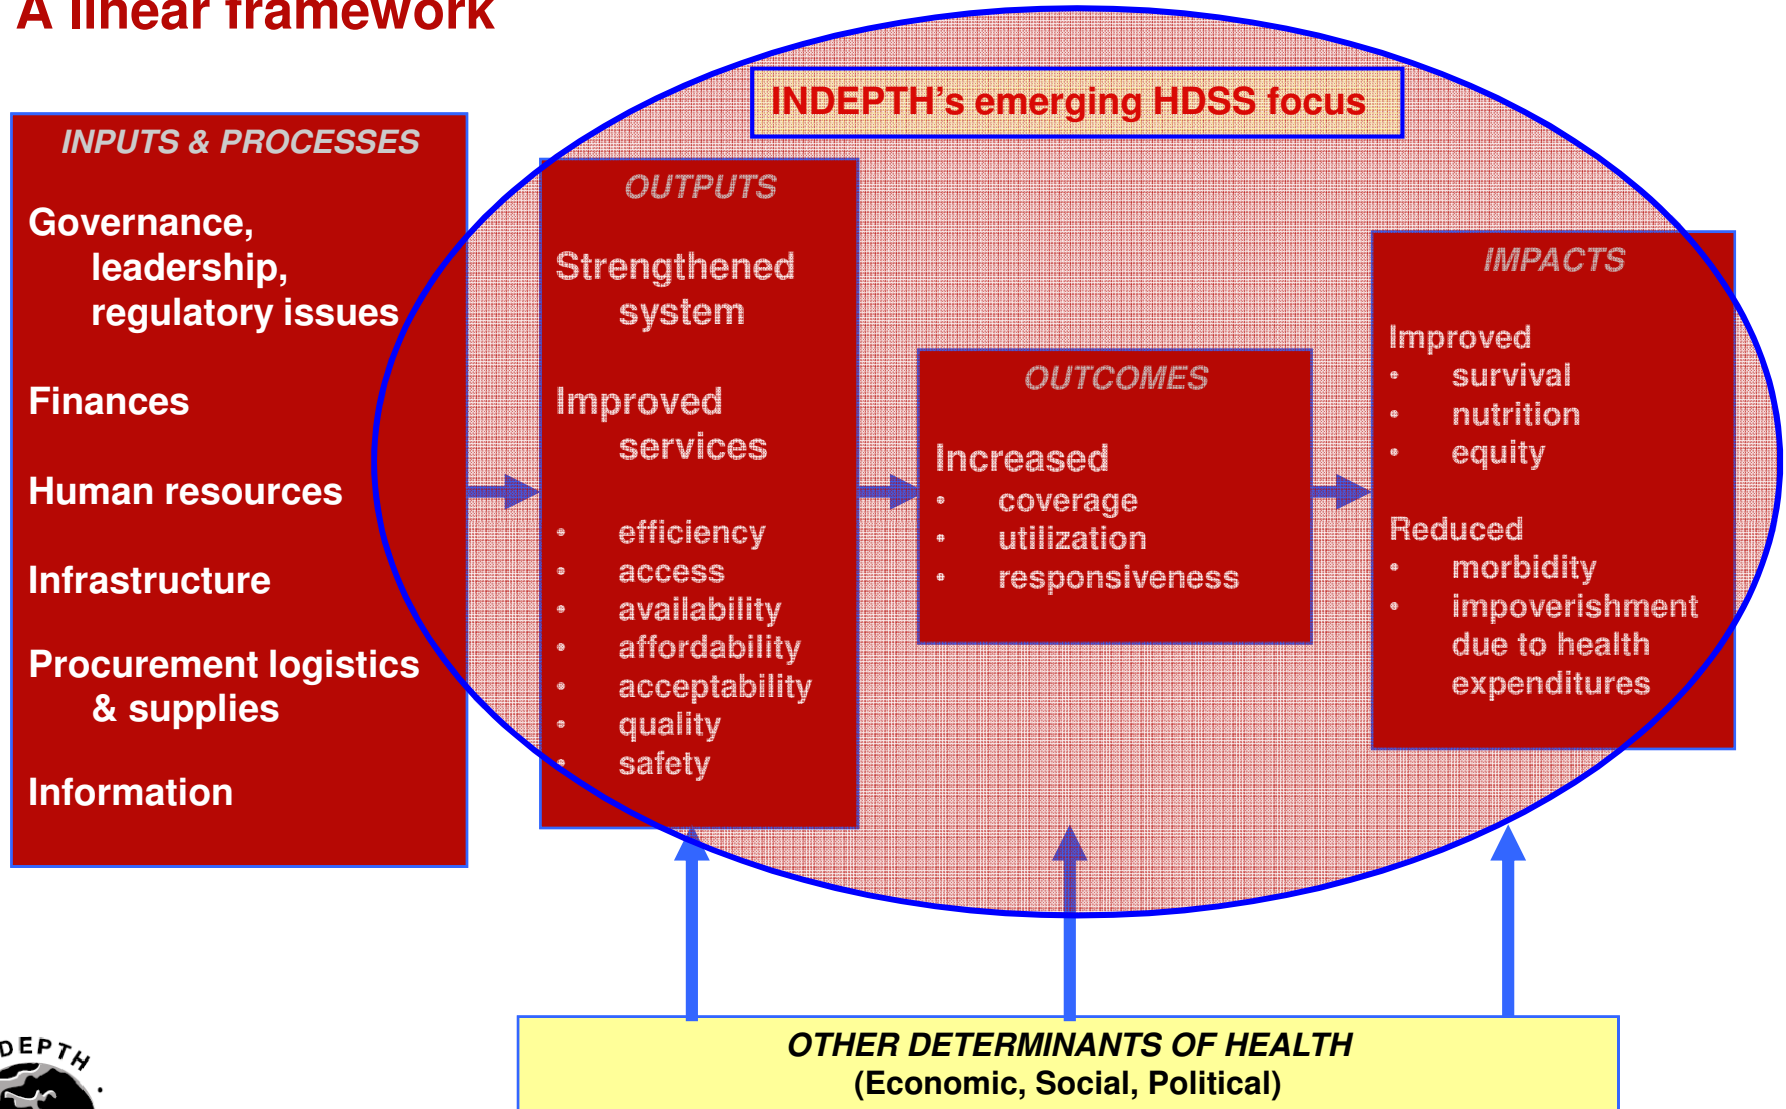 A linear framework
INDEPTH's emerging HDSS focus
INPUTS & PROCESSES
Governance,
leadership,
regulatory issues
Finances
Human resources
Infrastructure
Procurement logistics
& supplies
Information
OUTPUTS
Strengthened
system
Improved
services
• efficiency
• access
• availability
• affordability
• acceptability
• quality
• safety
OUTCOMES
Increased
• coverage
• utilization
• responsiveness
IMPACTS
Improved
• survival
• nutrition
• equity
Reduced
• morbidity
• impoverishment
due to health
expenditures
OTHER DETERMINANTS OF HEALTH
(Economic, Social, Political)
DEPTH